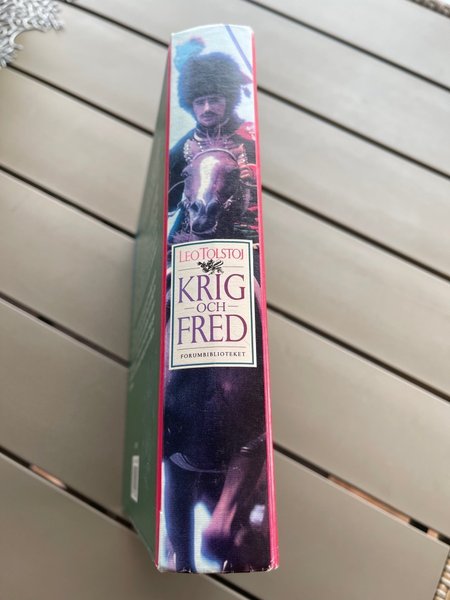 LEO TOLSTOJ
KRIG
OCH
FRED
FORUMBIBLIOTEKET